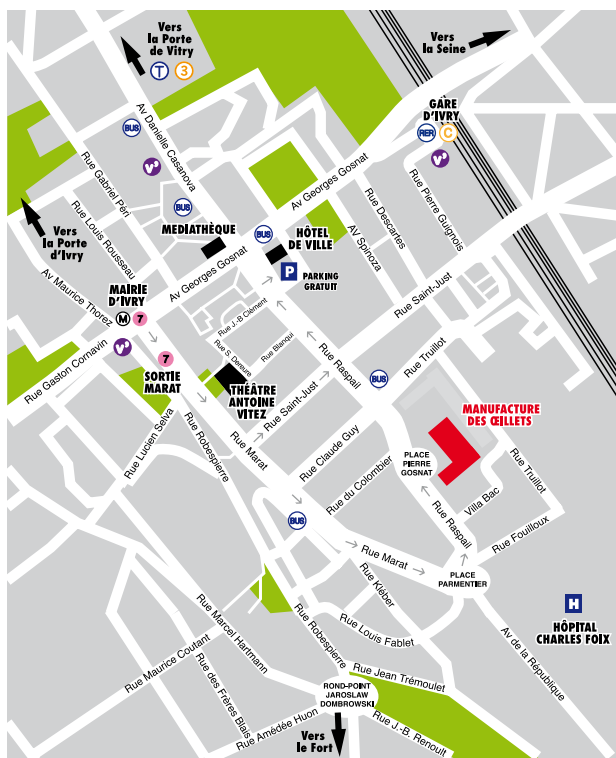 Vers
la Porte
de Vitry
T 3
Vers
la Seine
GARE
D'IVRY
RER C
v'
BUS
Av Danielle Casanova
v'
BUS
Rue Gabriel Péri
Av Georges Gosnat
Rue Pierre Guignois
Rue Descartes
AV Spinoza
Vers
la Porte
d'Ivry
Rue Louis Rousseau
MEDIATHÈQUE
BUS
HÔTEL
DE VILLE
P PARKING
GRATUIT
Av Georges Gosnat
Av Maurice Thorez
MAIRIE
D'IVRY
M 7
v'
Rue Gaston Cornavin
7
SORTIE
MARAT
Rue J.-B Clément
Rue S. Deniure
Rue Blanqui
THÉÂTRE
ANTOINE
VITEZ
Rue Raspail
BUS
Rue Saint-Just
Rue Saint-Just
Rue Truillot
MANUFACTURE
DES ŒILLETS
Rue Lucien Selva
Rue Robespierre
Rue Marat
Rue Claude Guy
Rue du Colombier
PLACE
PIERRE
GOSNAT
Rue Truillot
Villa Bac
Rue Raspail
Rue Fouilloux
BUS
Rue Marat
PLACE
PARMENTIER
Rue Kléber
H
HÔPITAL
CHARLES FOIX
Rue Louis Fablet
Rue Robespierre
Rue Marcel Hartmann
Rue Maurice Coutant
Rue des Frères Blais
Rue Jean Trémoulet
Av de la République
ROND-POINT
JAROSLAW
DOMBROWSKI
Rue Amédée Huon
Rue J.-B. Renoult
Vers
le Fort